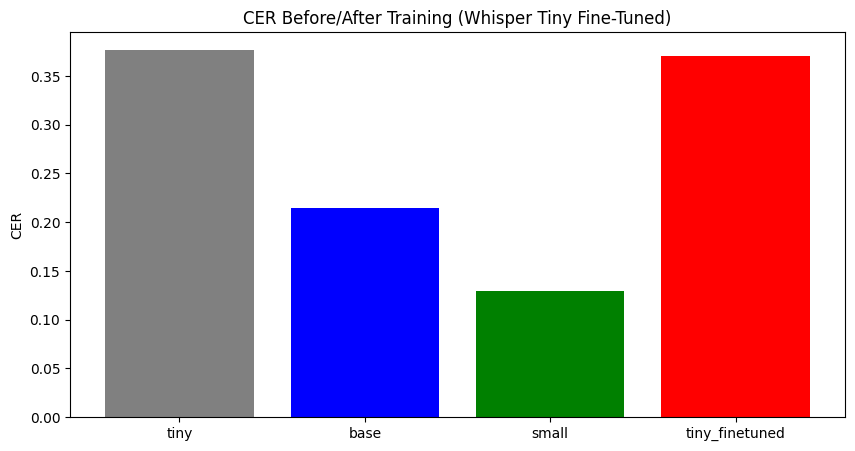 CER Before/After Training (Whisper Tiny Fine-Tuned)
CER
0.35
0.30
0.25
0.20
0.15
0.10
0.05
0.00
tiny
base
small
tiny_finetuned